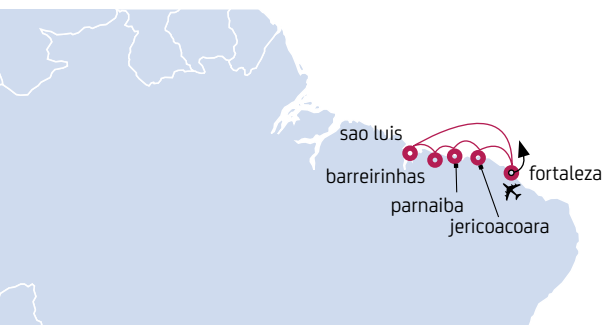 sao luis
fortaleza
barreirinhas
parnaiba
jericoacoara